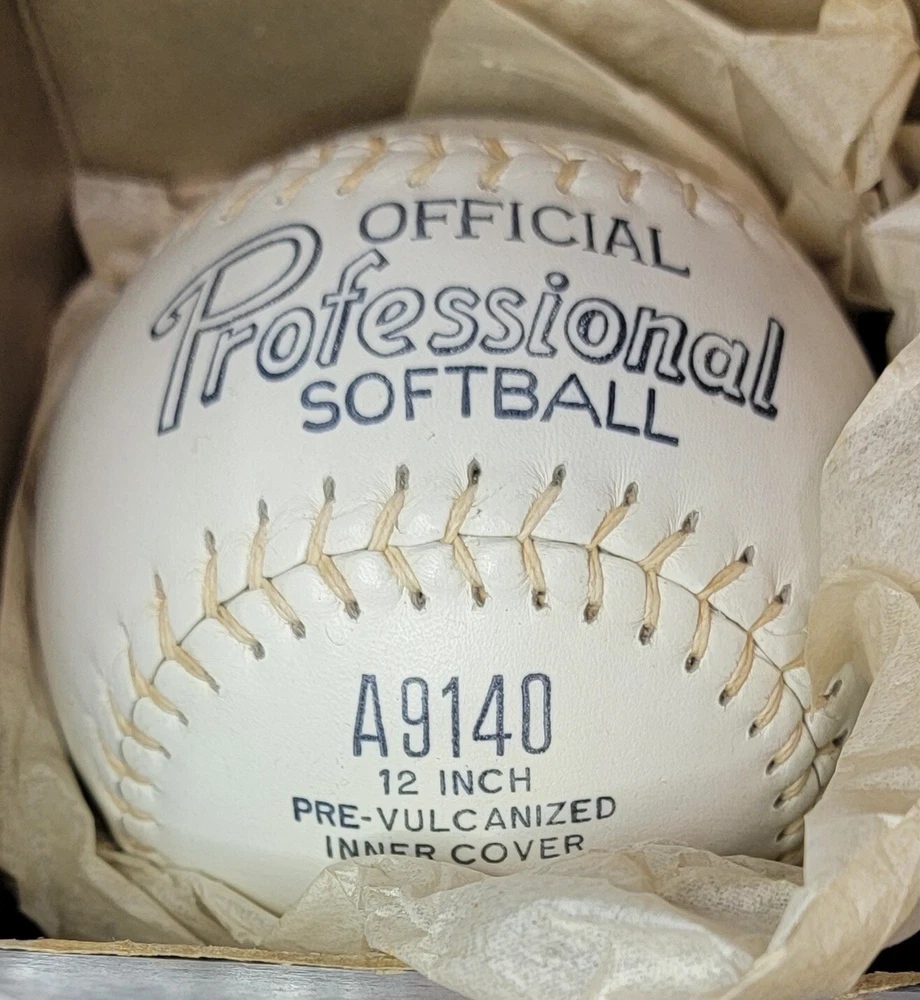 OFFICIAL
Professional
SOFTBALL
A9140
12 INCH
PRE-VULCANIZED
INNER COVER